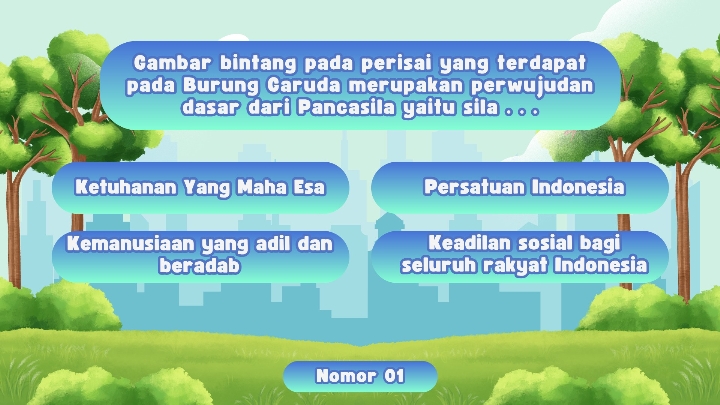 Gambar bintang pada perisai yang terdapat
pada Burung Garuda merupakan perwujudan
dasar dari Pancasila yaitu sila . . .
Ketuhanan Yang Maha Esa
Persatuan Indonesia
Kemanusiaan yang adil dan
beradab
Keadilan sosial bagi
seluruh rakyat Indonesia
Nomor 01